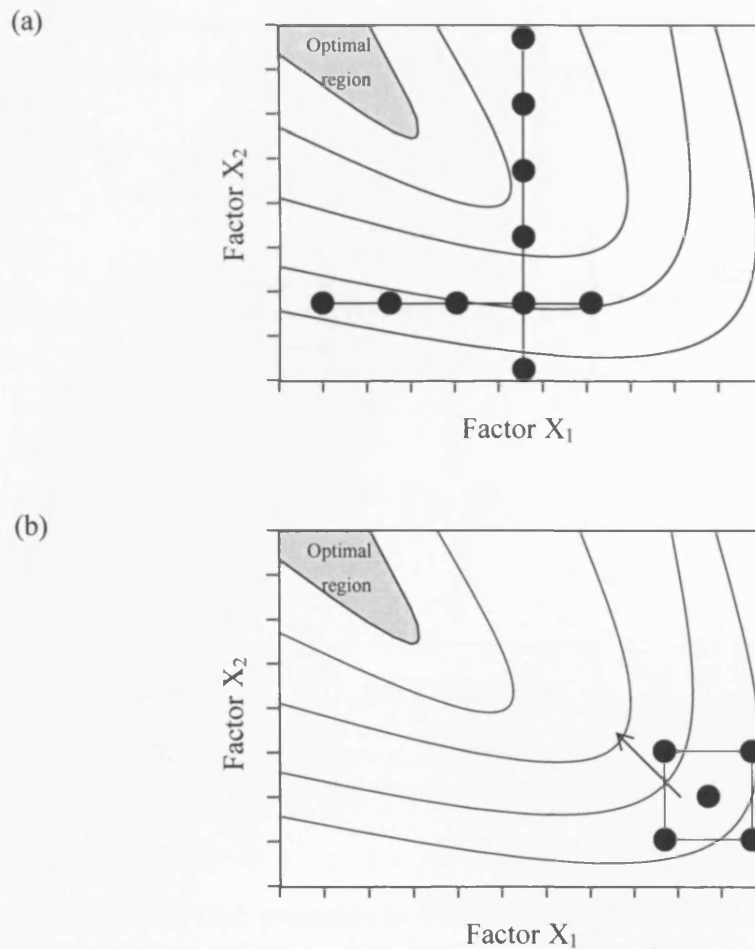 (a)
Optimal
region
Factor X₂
Factor X₁
(b)
Optimal
region
Factor X₂
Factor X₁